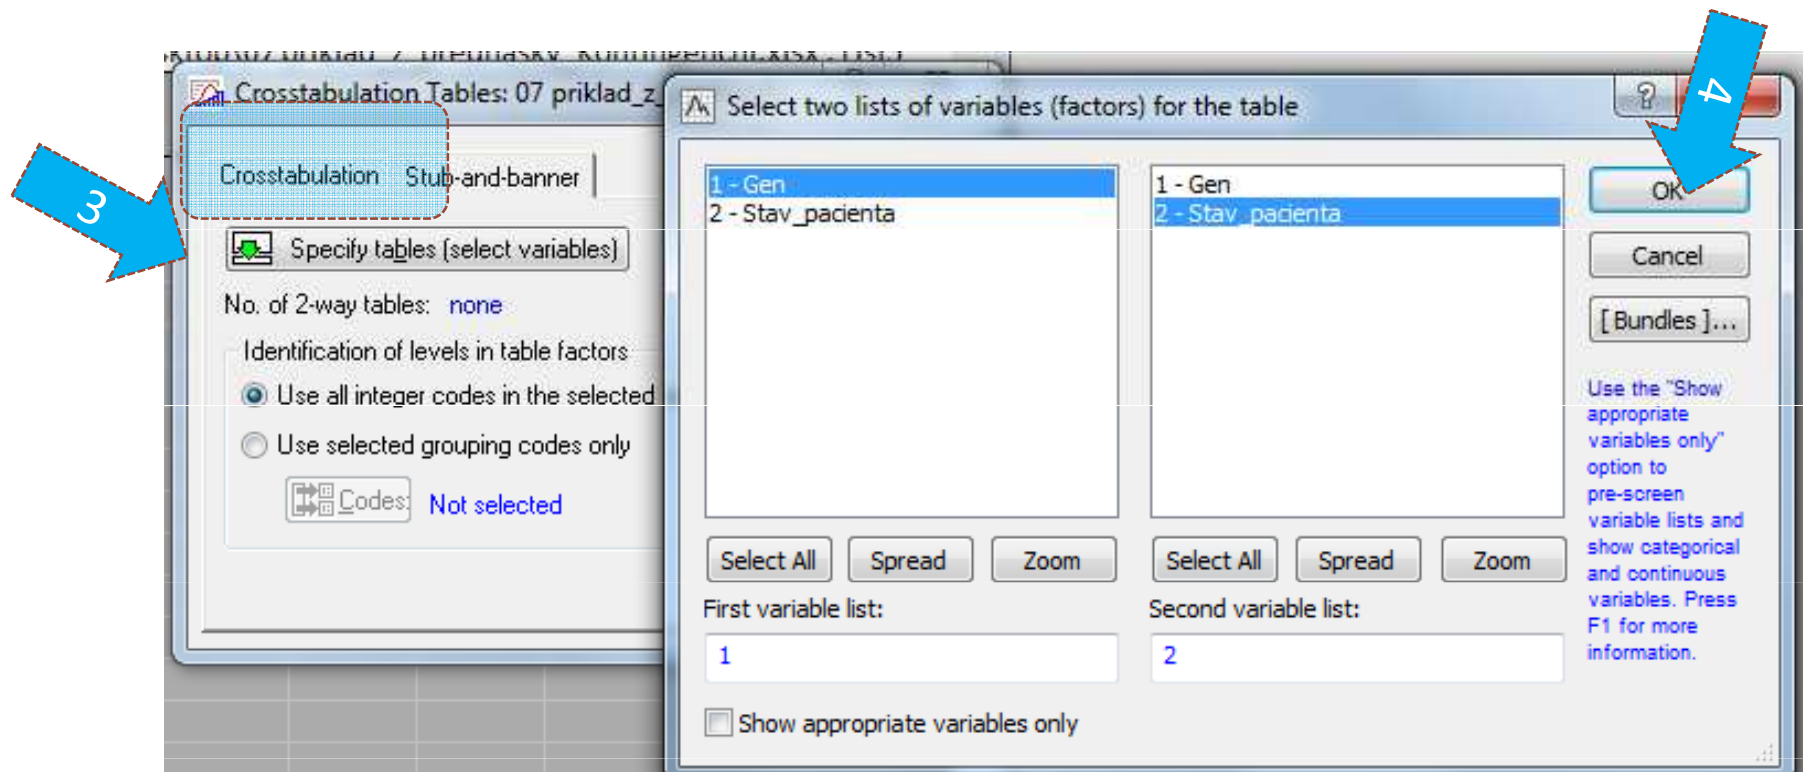 Crosstabulation Tables: 07 priklad_z_
Crosstabulation Stub-and-banner
3
Specify tables (select variables)
No. of 2-way tables: none
Identification of levels in table factors
Use all integer codes in the selected
Use selected grouping codes only
Codes: Not selected
Select two lists of variables (factors) for the table
?
4
1 - Gen
2 - Stav_pacienta
1 - Gen
2 - Stav_pacienta
Select All Spread Zoom
Select All Spread Zoom
First variable list:
Second variable list:
1
2
Show appropriate variables only
OK
Cancel
[ Bundles ]...
Use the "Show
appropriate
variables only"
option to
pre-screen
variable lists and
show categorical
and continuous
variables. Press
F1 for more
information.